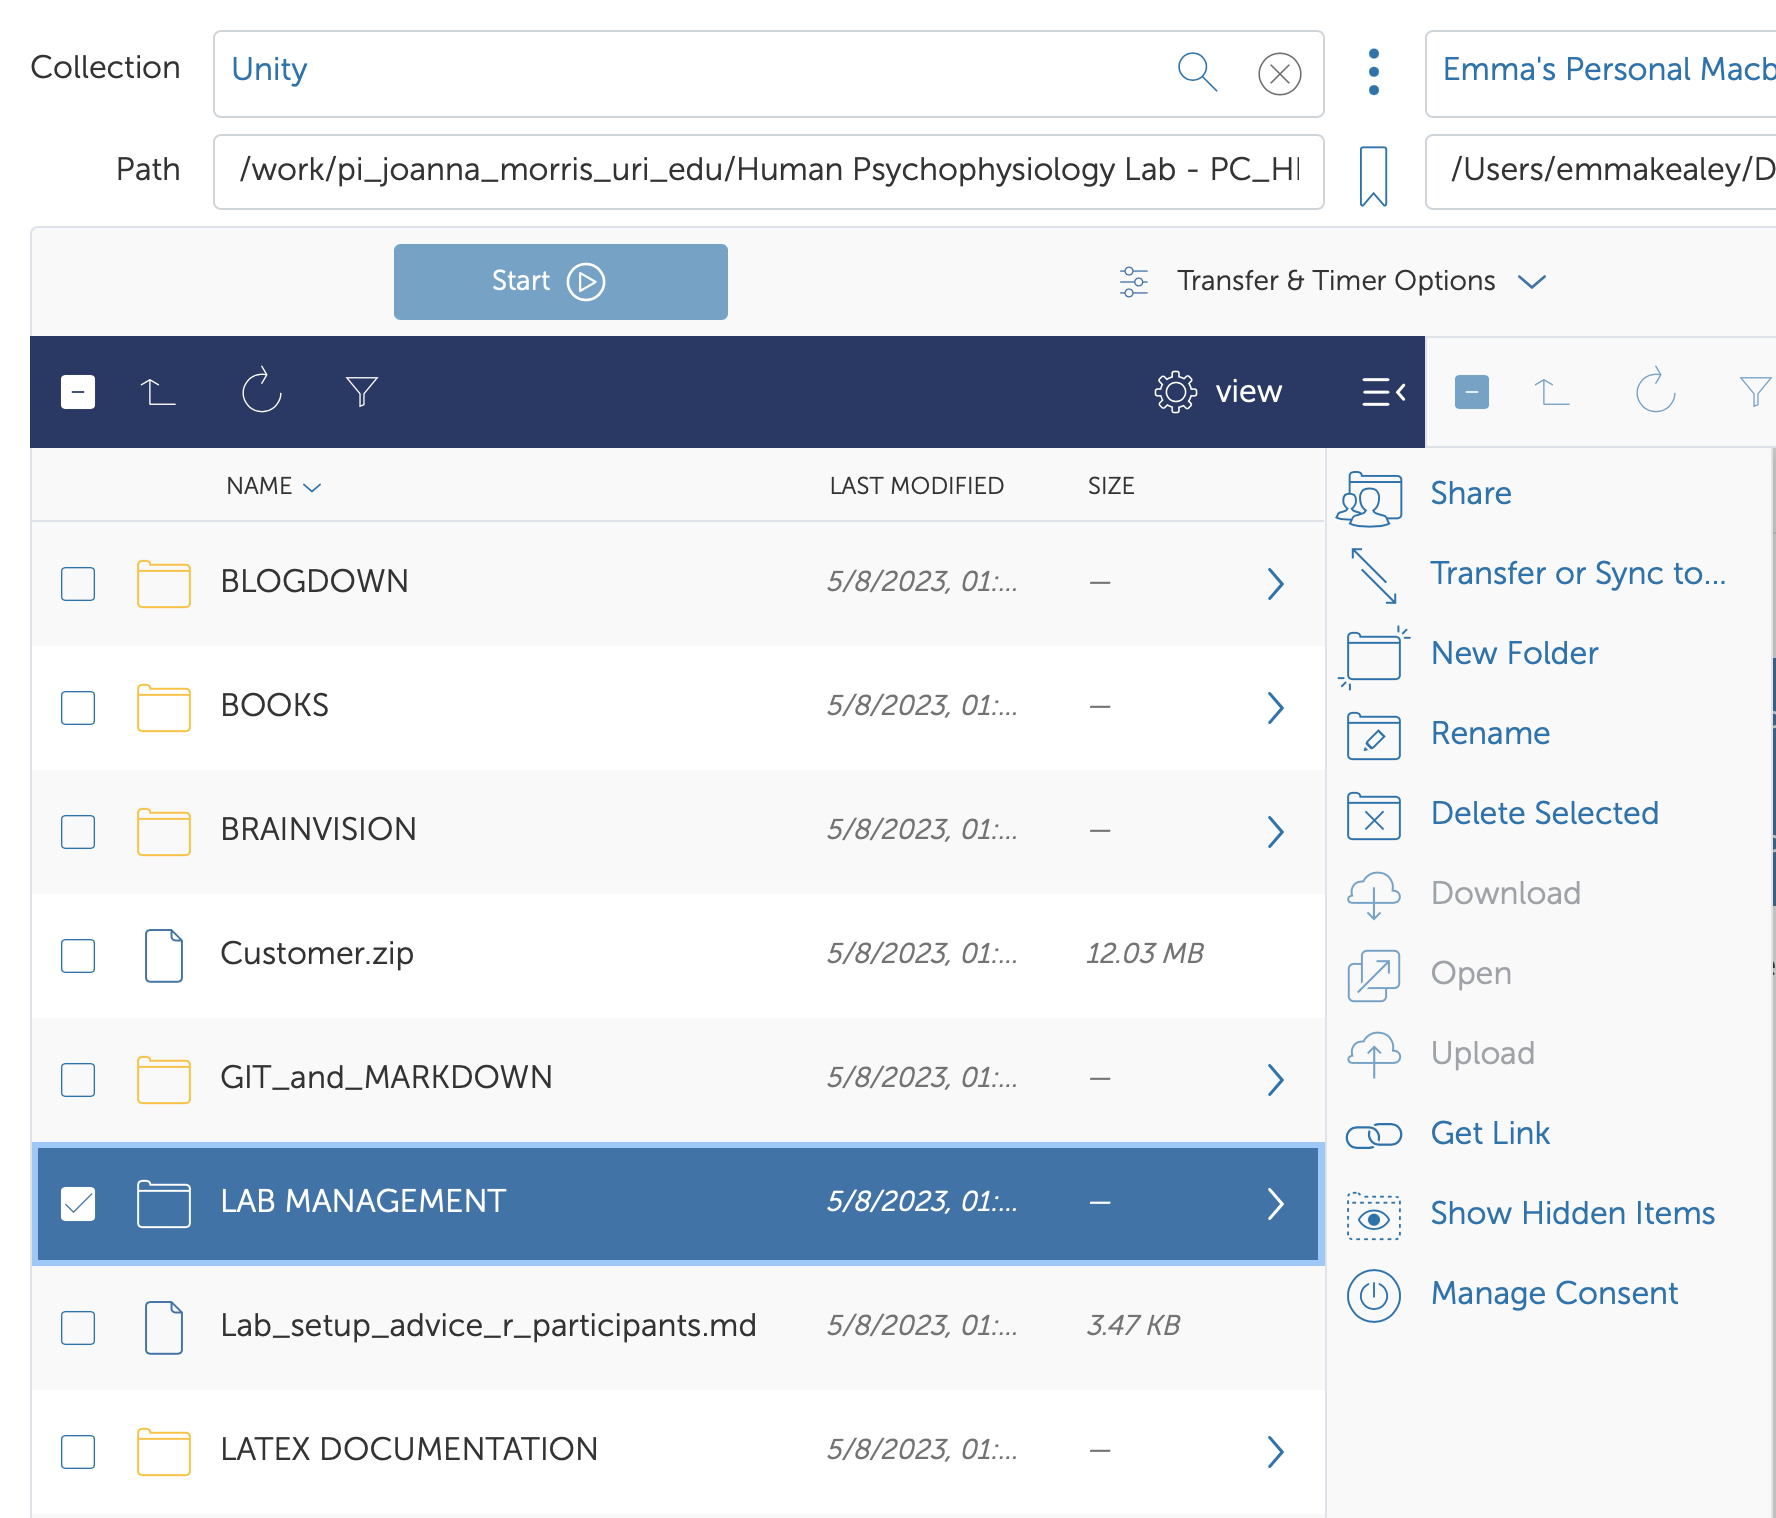 Collection
Unity
Emma's Personal Macb
Path
/work/pi_joanna_morris_uri_edu/Human Psychophysiology Lab - PC_H
/Users/emmakealey/D
Start
Transfer & Timer Options
view
NAME
LAST MODIFIED
SIZE
BLOGDOWN
5/8/2023, 01:...
—
BOOKS
5/8/2023, 01:...
—
BRAINVISION
5/8/2023, 01:...
—
Customer.zip
5/8/2023, 01:...
12.03 MB
GIT_and_MARKDOWN
5/8/2023, 01:...
—
LAB MANAGEMENT
5/8/2023, 01:...
—
Lab_setup_advice_r_participants.md
5/8/2023, 01:...
3.47 KB
LATEX DOCUMENTATION
5/8/2023, 01:...
—
Share
Transfer or Sync to...
New Folder
Rename
Delete Selected
Download
Open
Upload
Get Link
Show Hidden Items
Manage Consent